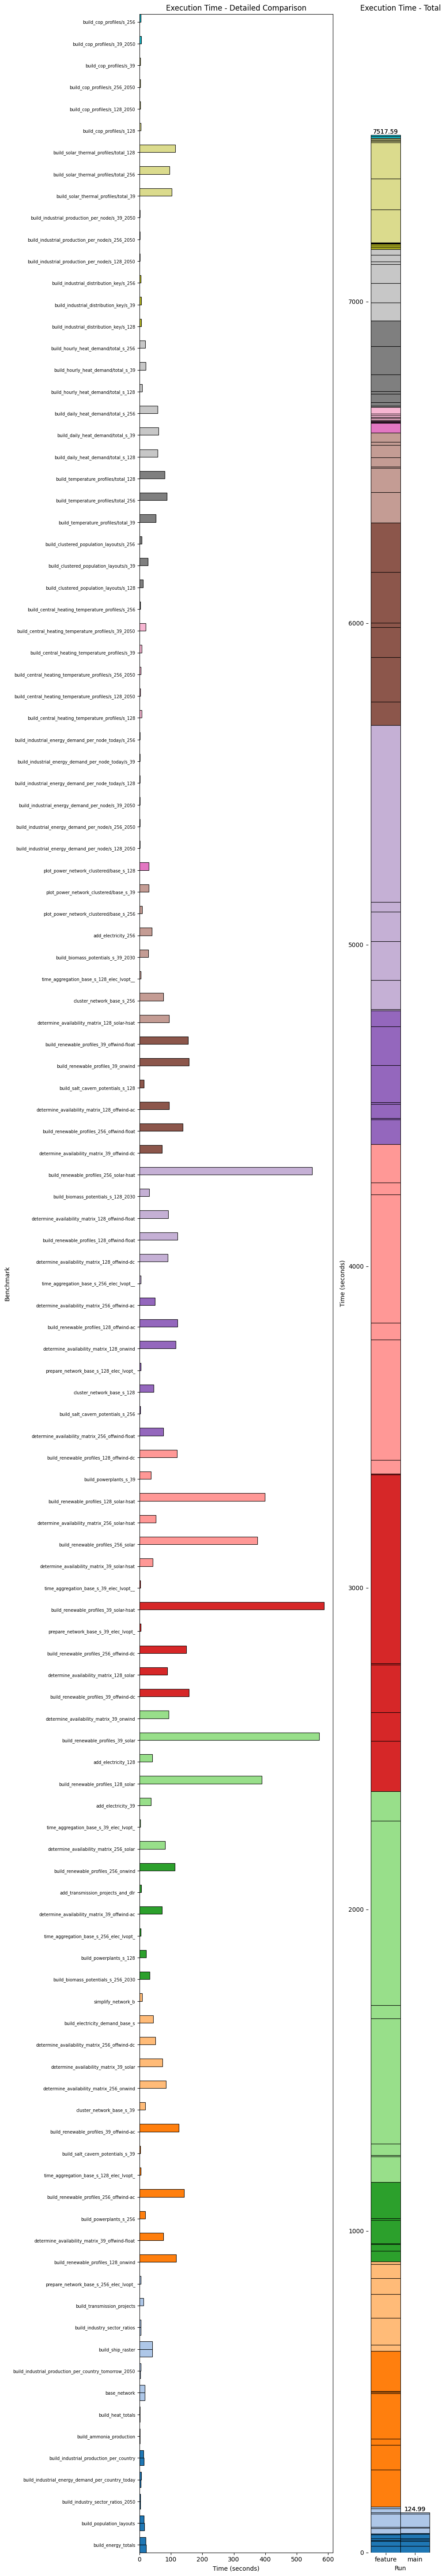 Execution Time - Detailed Comparison
Execution Time - Total
build_cop_profiles/s_256
build_cop_profiles/s_39_2050
build_cop_profiles/s_39
build_cop_profiles/s_256_2050
build_cop_profiles/s_128_2050
build_cop_profiles/s_128
build_solar_thermal_profiles/total_128
build_solar_thermal_profiles/total_256
build_solar_thermal_profiles/total_39
build_industrial_production_per_node/s_39_2050
build_industrial_production_per_node/s_256_2050
build_industrial_production_per_node/s_128_2050
build_industrial_distribution_key/s_256
build_industrial_distribution_key/s_39
build_industrial_distribution_key/s_128
build_hourly_heat_demand/total_s_256
build_hourly_heat_demand/total_s_39
build_hourly_heat_demand/total_s_128
build_daily_heat_demand/total_s_256
build_daily_heat_demand/total_s_39
build_daily_heat_demand/total_s_128
build_temperature_profiles/total_128
build_temperature_profiles/total_256
build_temperature_profiles/total_39
build_clustered_population_layouts/s_256
build_clustered_population_layouts/s_39
build_clustered_population_layouts/s_128
build_central_heating_temperature_profiles/s_256
build_central_heating_temperature_profiles/s_39_2050
build_central_heating_temperature_profiles/s_39
build_central_heating_temperature_profiles/s_256_2050
build_central_heating_temperature_profiles/s_128_2050
build_central_heating_temperature_profiles/s_128
build_industrial_energy_demand_per_node_today/s_256
build_industrial_energy_demand_per_node_today/s_39
build_industrial_energy_demand_per_node_today/s_128
build_industrial_energy_demand_per_node/s_39_2050
build_industrial_energy_demand_per_node/s_256_2050
build_industrial_energy_demand_per_node/s_128_2050
plot_power_network_clustered/base_s_128
plot_power_network_clustered/base_s_39
plot_power_network_clustered/base_s_256
add_electricity_256
build_biomass_potentials_s_39_2030
time_aggregation_base_s_128_elec_lvopt__
cluster_network_base_s_256
determine_availability_matrix_128_solar-hsat
build_renewable_profiles_39_offwind-float
build_renewable_profiles_39_onwind
build_salt_cavern_potentials_s_128
determine_availability_matrix_128_offwind-ac
build_renewable_profiles_256_offwind-float
determine_availability_matrix_39_offwind-dc
build_renewable_profiles_256_solar-hsat
build_biomass_potentials_s_128_2030
determine_availability_matrix_128_offwind-float
build_renewable_profiles_128_offwind-float
determine_availability_matrix_128_offwind-dc
time_aggregation_base_s_256_elec_lvopt__
determine_availability_matrix_256_offwind-ac
build_renewable_profiles_128_offwind-ac
determine_availability_matrix_128_onwind
prepare_network_base_s_128_elec_lvopt_
cluster_network_base_s_128
build_salt_cavern_potentials_s_256
determine_availability_matrix_256_offwind-float
build_renewable_profiles_128_offwind-dc
build_powerplants_s_39
build_renewable_profiles_128_solar-hsat
determine_availability_matrix_256_solar-hsat
build_renewable_profiles_256_solar
determine_availability_matrix_39_solar-hsat
time_aggregation_base_s_39_elec_lvopt__
build_renewable_profiles_39_solar-hsat
prepare_network_base_s_39_elec_lvopt_
build_renewable_profiles_256_offwind-dc
determine_availability_matrix_128_solar
build_renewable_profiles_39_offwind-dc
determine_availability_matrix_39_onwind
build_renewable_profiles_39_solar
add_electricity_128
build_renewable_profiles_128_solar
add_electricity_39
time_aggregation_base_s_39_elec_lvopt_
determine_availability_matrix_256_solar
build_renewable_profiles_256_onwind
add_transmission_projects_and_dlr
determine_availability_matrix_39_offwind-ac
time_aggregation_base_s_256_elec_lvopt_
build_powerplants_s_128
build_biomass_potentials_s_256_2030
simplify_network_b
build_electricity_demand_base_s
determine_availability_matrix_256_offwind-dc
determine_availability_matrix_39_solar
determine_availability_matrix_256_onwind
cluster_network_base_s_39
build_renewable_profiles_39_offwind-ac
build_salt_cavern_potentials_s_39
time_aggregation_base_s_128_elec_lvopt_
build_renewable_profiles_256_offwind-ac
build_powerplants_s_256
determine_availability_matrix_39_offwind-float
build_renewable_profiles_128_onwind
prepare_network_base_s_256_elec_lvopt_
build_transmission_projects
build_industry_sector_ratios
build_ship_raster
build_industrial_production_per_country_tomorrow_2050
base_network
build_heat_totals
build_ammonia_production
build_industrial_production_per_country
build_industrial_energy_demand_per_country_today
build_industry_sector_ratios_2050
build_population_layouts
build_energy_totals
Benchmark
0 100 200 300 400 500 600
Time (seconds)
7517.59
124.99
7000
6000
5000
4000
3000
2000
1000
0
Time (seconds)
feature main
Run